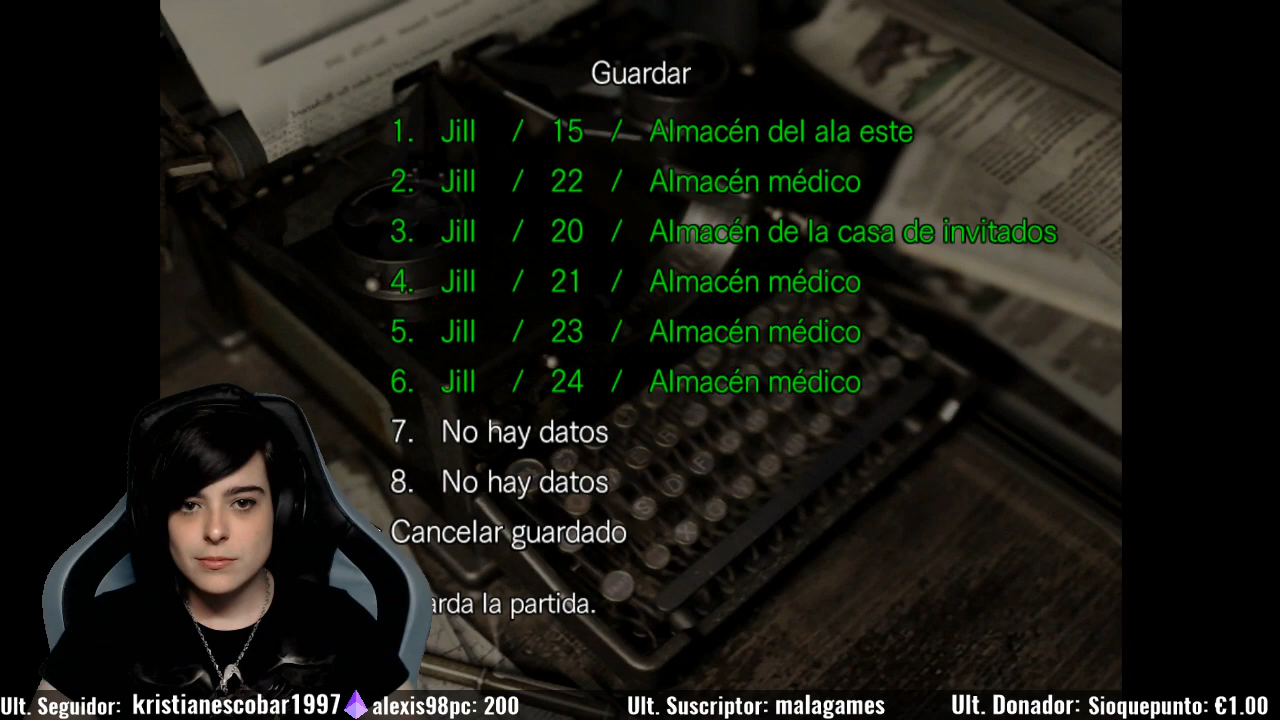 Guardar
1. Jill / 15 / Almacén del ala este
2. Jill / 22 / Almacén médico
3. Jill / 20 / Almacén de la casa de invitados
4. Jill / 21 / Almacén médico
5. Jill / 23 / Almacén médico
6. Jill / 24 / Almacén médico
7. No hay datos
8. No hay datos
Cancelar guardado
arda la partida.
Ult. Seguidor: kristianescobar1997 alexis98pc: 200 Ult. Suscriptor: malagames Ult. Donador: Sioquepunto: €1.00